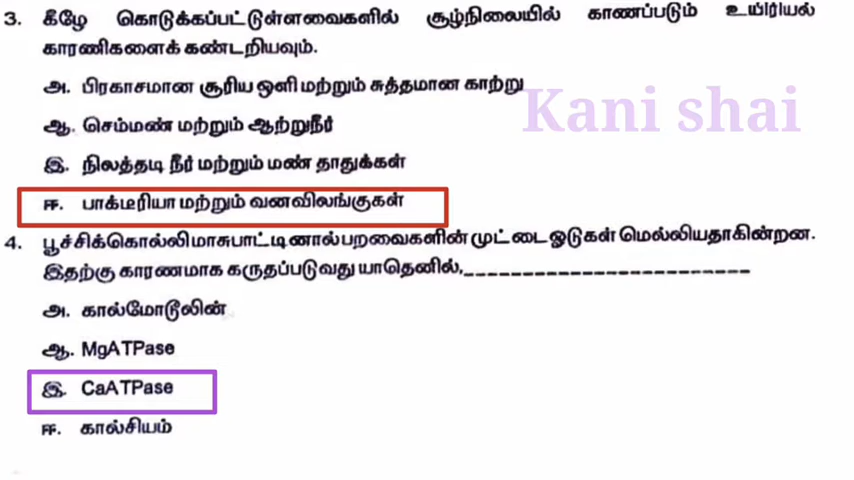 3. கீழே கொடுக்கப்பட்டுள்ளவைகளில் சூழ்நிலையில் காணப்படும் உயிரியல்
காரணிகளைக் கண்டறியவும்.
அ. பிரகாசமான சூரிய ஒளி மற்றும் சுத்தமான காற்று
Kani shai
ஆ. செம்மண் மற்றும் ஆற்றுநீர்
இ. நிலத்தடி நீர் மற்றும் மண் தாதுக்கள்
ஈ. பாக்டீரியா மற்றும் வனவிலங்குகள்
4. பூச்சிக்கொல்லி மாசுபாட்டினால் பறவைகளின் முட்டை ஓடுகள் மெல்லியதாகின்றன.
இதற்கு காரணமாக கருதப்படுவது யாதெனில்,________________________
அ. கால்மோடூலின்
ஆ. MgATPase
இ. CaATPase
ஈ. கால்சியம்